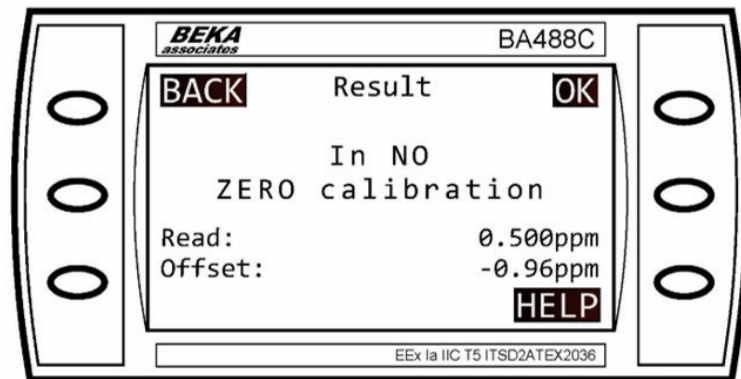 BEKA
associates
BA488C
BACK Result OK
In NO
ZERO calibration
Read: 0.500ppm
Offset: -0.96ppm
HELP
EEx Ia IIC T5 ITSD2ATEX2036